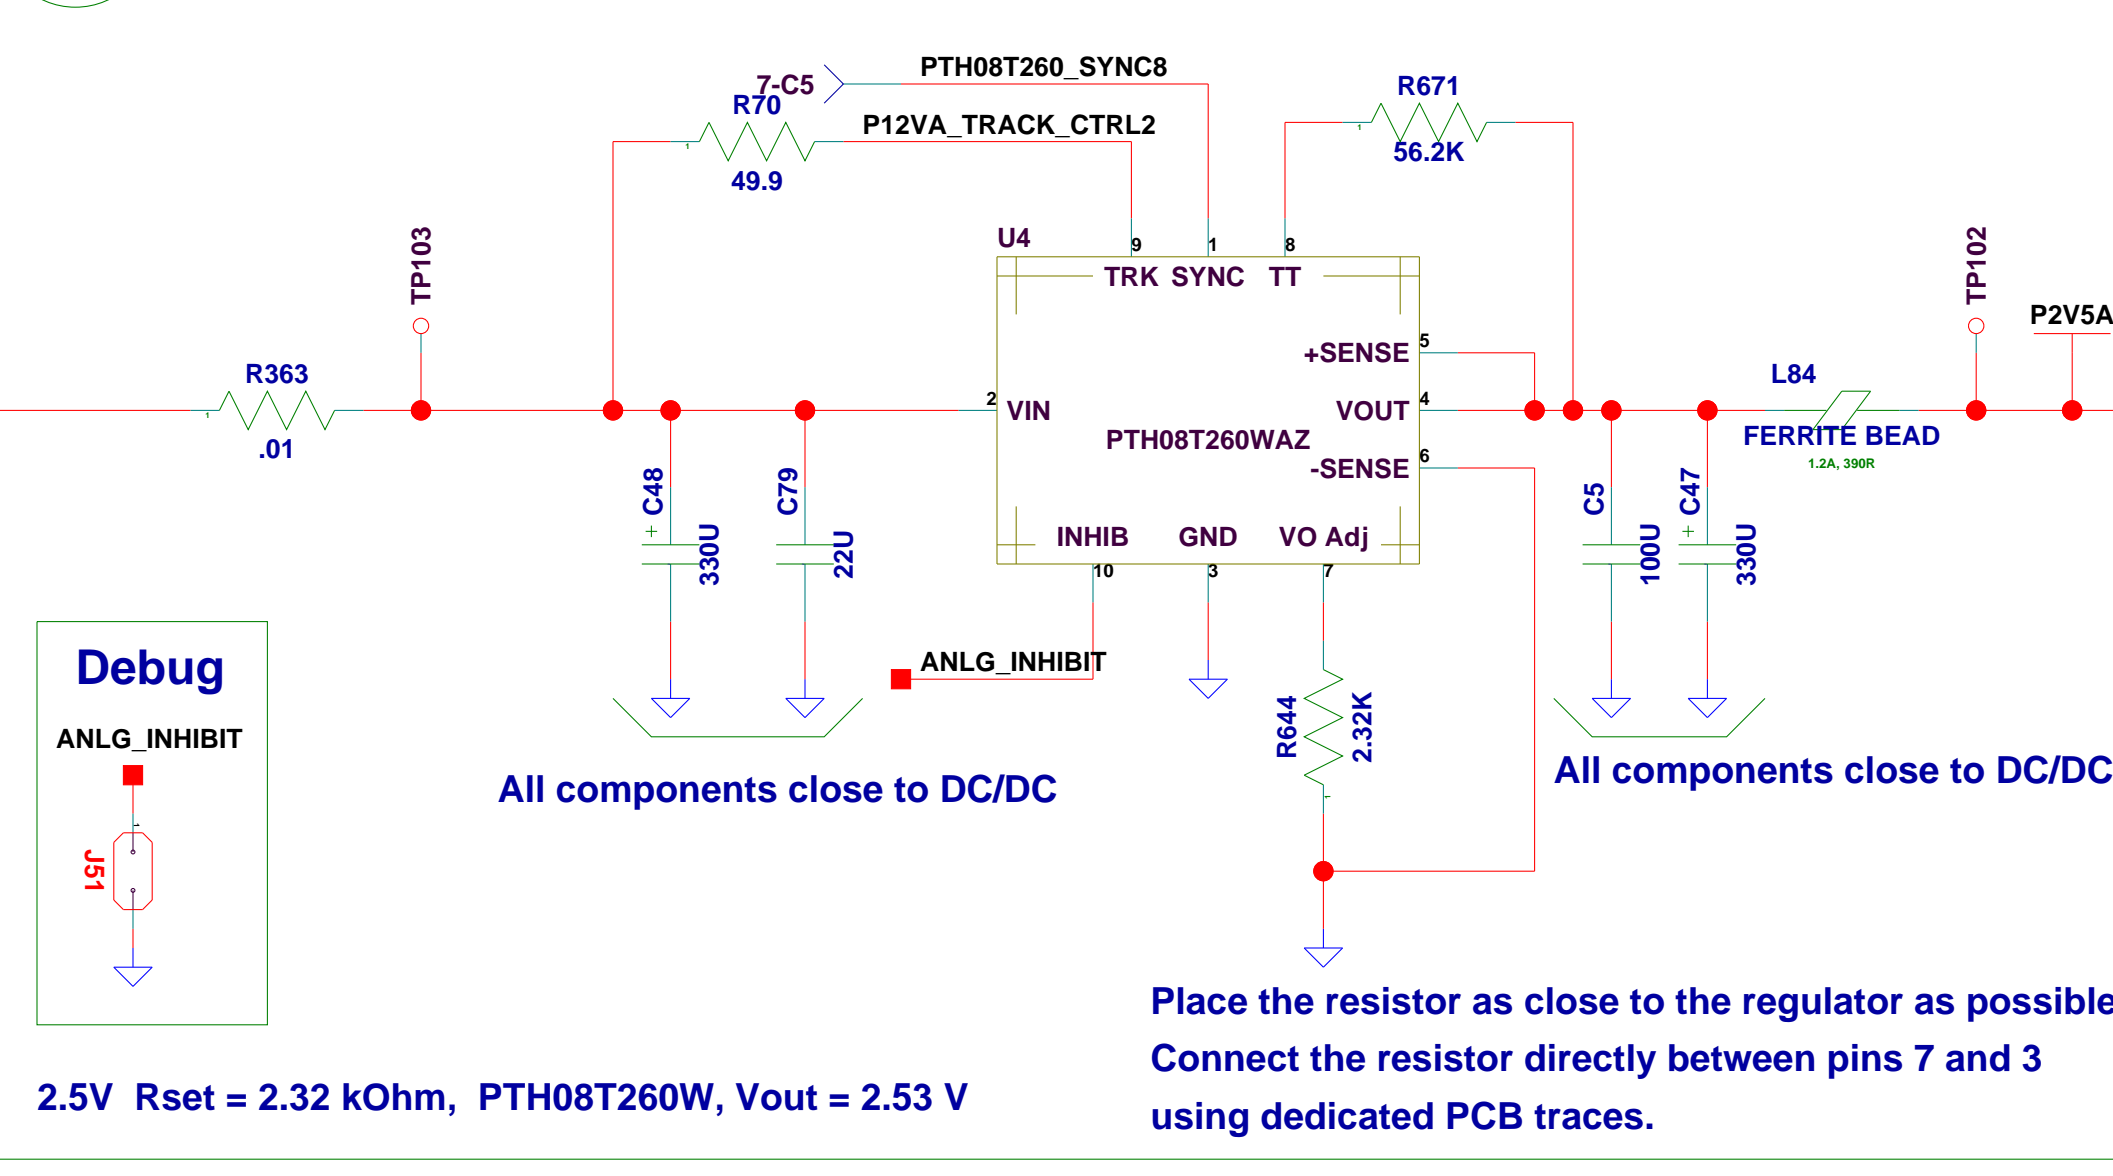 PTH08T260_SYNC8
7-C5
R70
P12VA_TRACK_CTRL2
1
49.9
R671
1
56.2K
TP103
U4
9
1
8
TRK SYNC TT
TP102
P2V5A
+SENSE
5
R363
1
.01
2
VIN
VOUT
4
PTH08T260WAZ
-SENSE
6
L84
FERRITE BEAD
1.2A, 390R
C48
+
330U
C79
22U
C5
100U
C47
+
330U
INHIB GND VO Adj
10
3
7
ANLG_INHIBIT
R644
2.32K
1
Debug
ANLG_INHIBIT
1
J51
All components close to DC/DC
All components close to DC/DC
Place the resistor as close to the regulator as possible
Connect the resistor directly between pins 7 and 3
using dedicated PCB traces.
2.5V Rset = 2.32 kOhm, PTH08T260W, Vout = 2.53 V